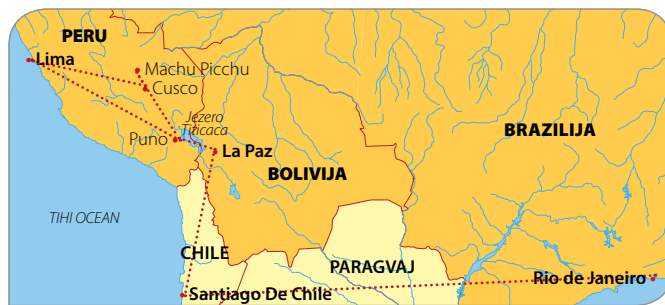 PERU
Lima
Machu Picchu
Cusco
Jezero
Titicaca
Puno
La Paz
BRAZILIJA
BOLIVIJA
TIHI OCEAN
CHILE
PARAGVAJ
Rio de Janeiro
Santiago De Chile